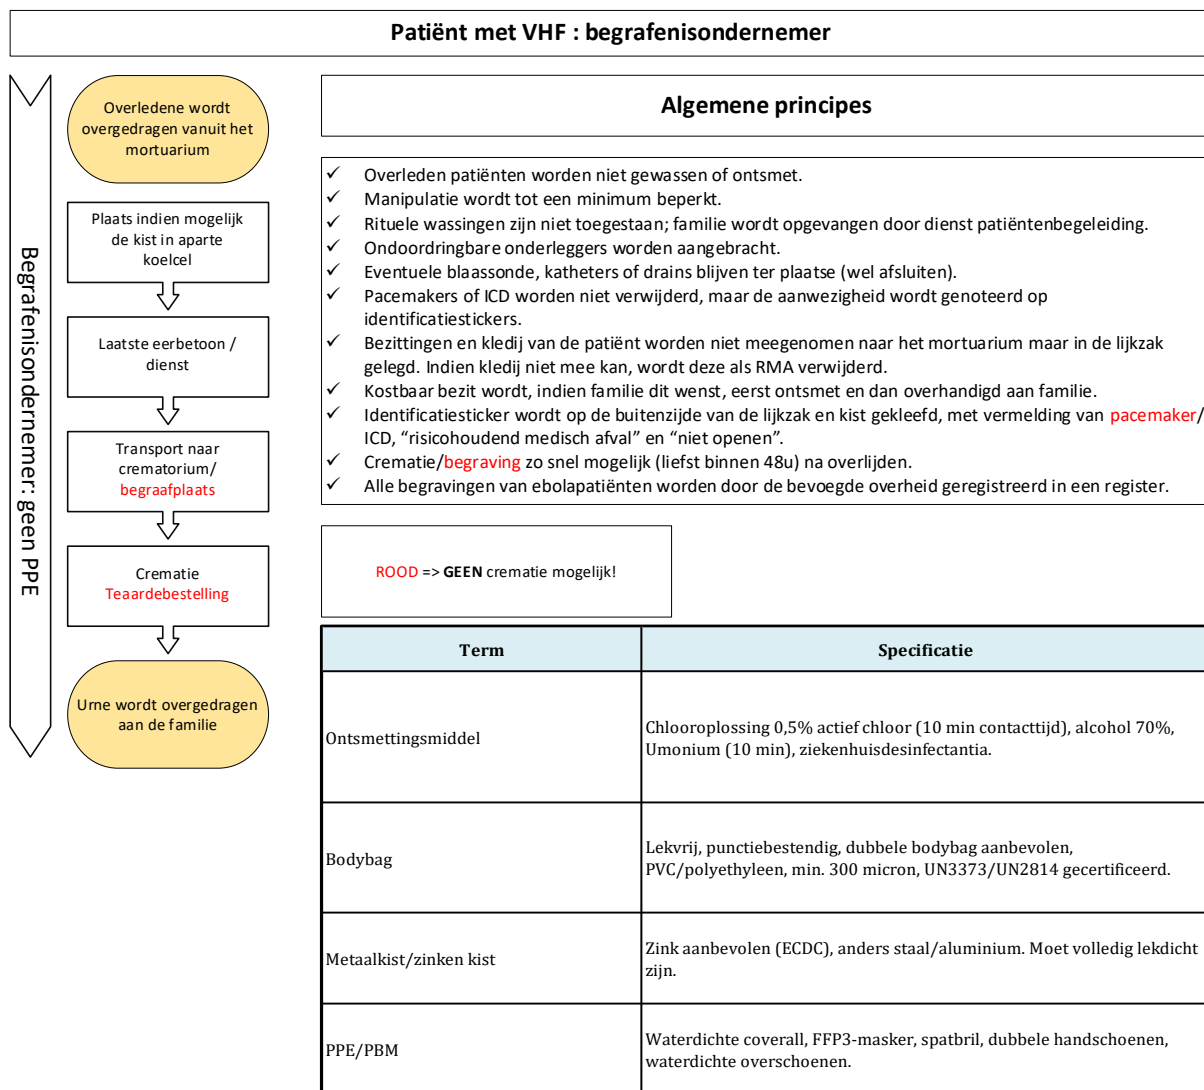 Patiënt met VHF : begrafenisondernemer
Begrafenisondernemer: geen PPE
Overledene wordt
overgedragen vanuit het
mortuarium
Plaats indien mogelijk
de kist in aparte
koelcel
Laatste eerbetoon /
dienst
Transport naar
crematorium/
begraafplaats
Crematie
Teaardebestelling
Urne wordt overgedragen
aan de familie
Algemene principes
✓ Overleden patiënten worden niet gewassen of ontsmet.
✓ Manipulatie wordt tot een minimum beperkt.
✓ Rituele wassingen zijn niet toegestaan; familie wordt opgevangen door dienst patiëntenbegeleiding.
✓ Ondoordringbare onderleggers worden aangebracht.
✓ Eventuele blaassonde, katheters of drains blijven ter plaatse (wel afsluiten).
✓ Pacemakers of ICD worden niet verwijderd, maar de aanwezigheid wordt genoteerd op
identificatiestickers.
✓ Bezittingen en kledij van de patiënt worden niet meegenomen naar het mortuarium maar in de lijkzak
gelegd. Indien kledij niet mee kan, wordt deze als RMA verwijderd.
✓ Kostbaar bezit wordt, indien familie dit wenst, eerst ontsmet en dan overhandigd aan familie.
✓ Identificatiesticker wordt op de buitenzijde van de lijkzak en kist gekleefd, met vermelding van pacemaker/
ICD, “risicohoudend medisch afval” en “niet openen”.
✓ Crematie/begraving zo snel mogelijk (liefst binnen 48u) na overlijden.
✓ Alle begravingen van ebolapatiënten worden door de bevoegde overheid geregistreerd in een register.
ROOD => GEEN crematie mogelijk!
Term Specificatie
Ontsmettingsmiddel
Chlooroplossing 0,5% actief chloor (10 min contacttijd), alcohol 70%,
Umonium (10 min), ziekenhuisdesinfectantia.
Bodybag
Lekvrij, punctiebestendig, dubbele bodybag aanbevolen,
PVC/polyethyleen, min. 300 micron, UN3373/UN2814 gecertificeerd.
Metaalkist/zinken kist
Zink aanbevolen (ECDC), anders staal/aluminium. Moet volledig lekdicht
zijn.
PPE/PBM
Waterdichte coverall, FFP3-masker, spatbril, dubbele handschoenen,
waterdichte overschoenen.